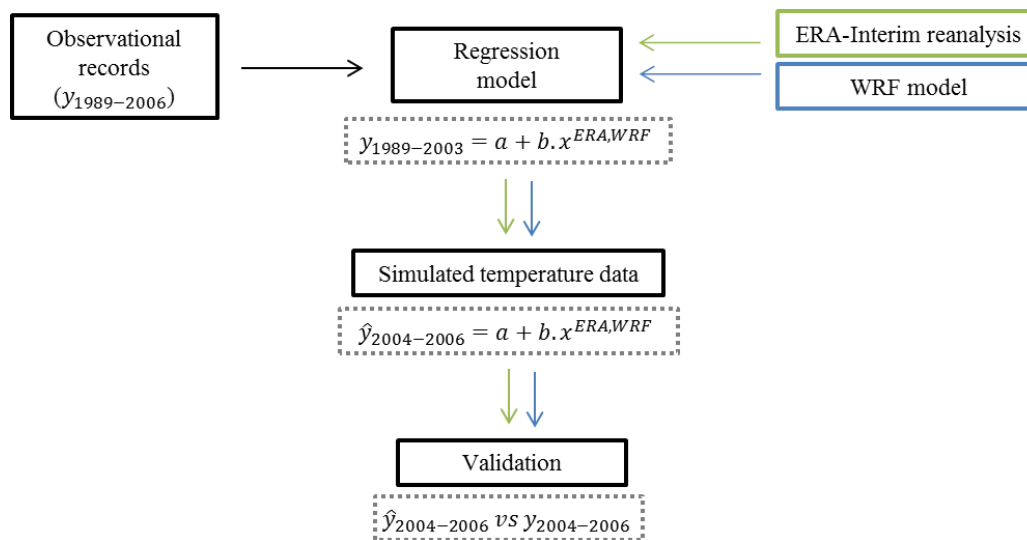 Observational
records
(y₁₉₈₉₋₂₀₀₆)
Regression
model
ERA-Interim reanalysis
WRF model
y₁₉₈₉₋₂₀₀₃ = a + b.x^{ERA,WRF}
Simulated temperature data
ŷ₂₀₀₄₋₂₀₀₆ = a + b.x^{ERA,WRF}
Validation
ŷ₂₀₀₄₋₂₀₀₆ vs y₂₀₀₄₋₂₀₀₆